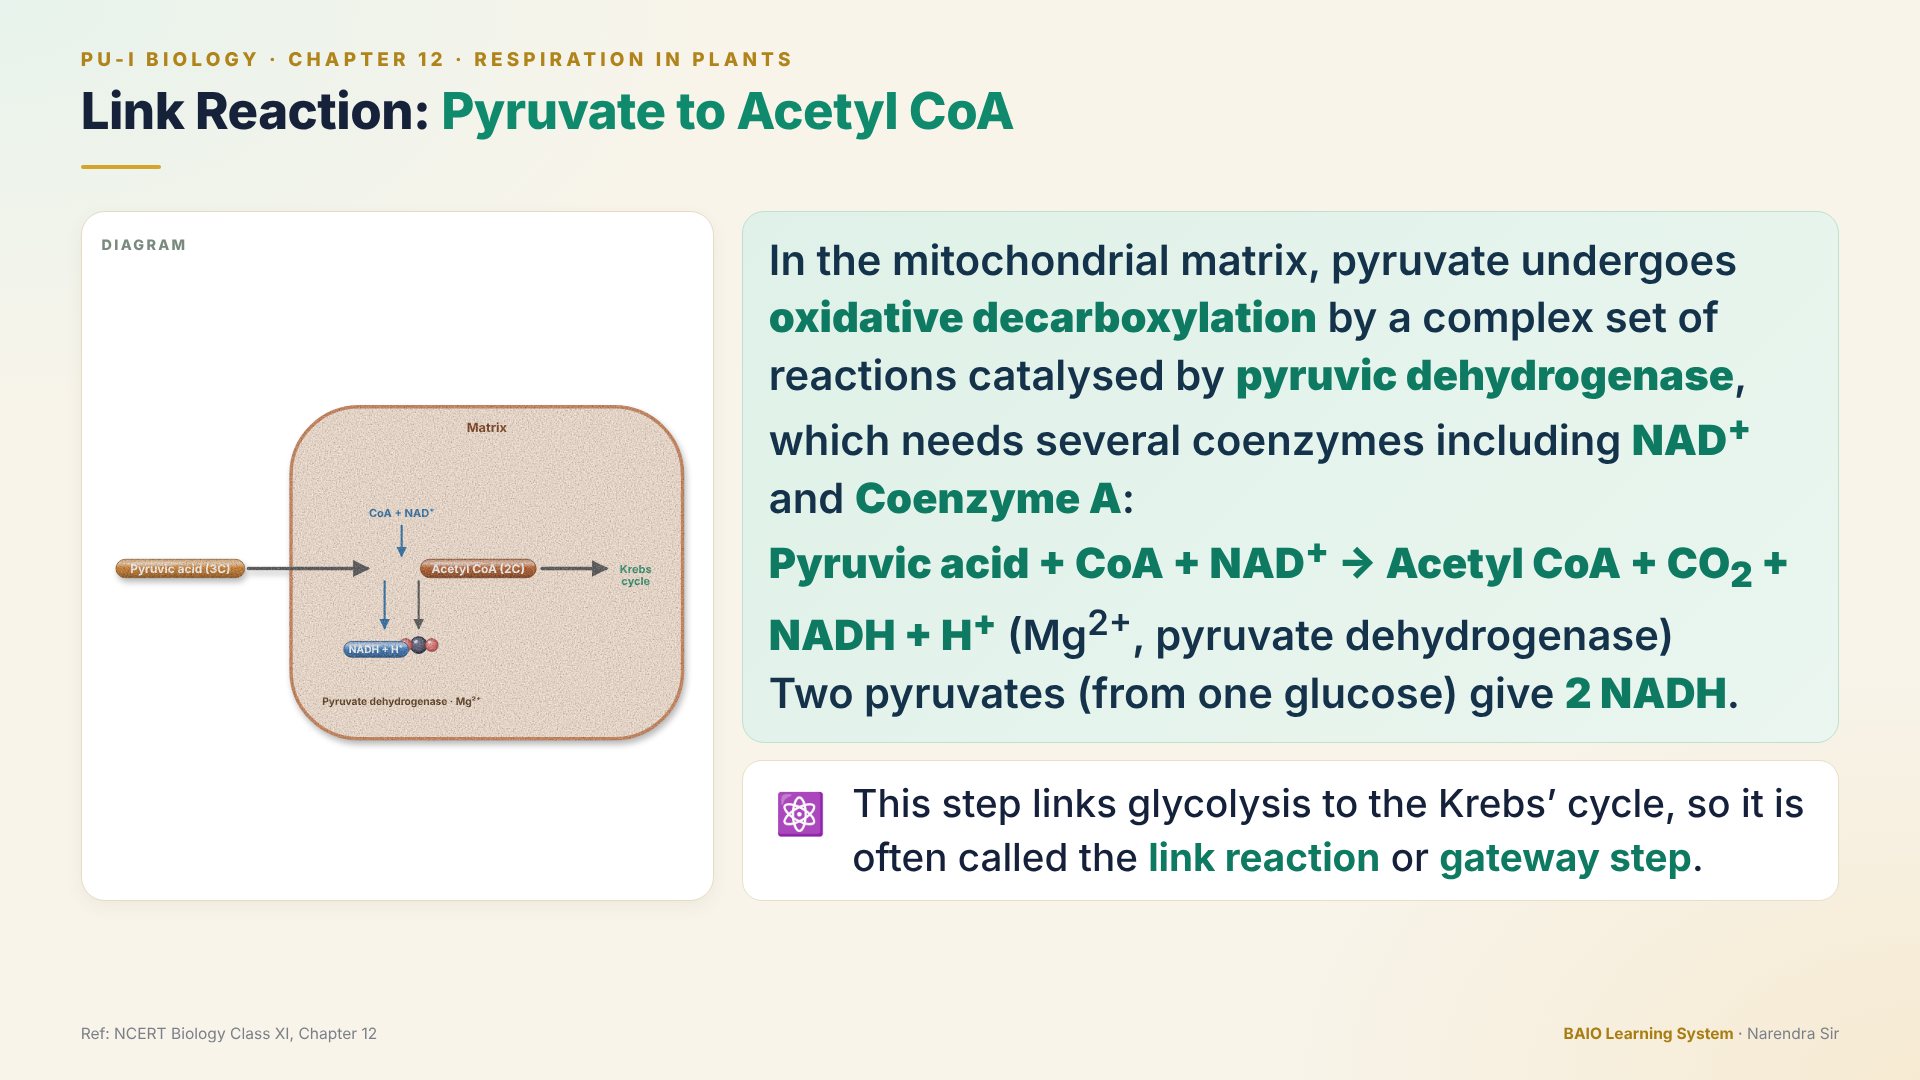 PU-I BIOLOGY · CHAPTER 12 · RESPIRATION IN PLANTS
Link Reaction: Pyruvate to Acetyl CoA
DIAGRAM
Matrix
CoA + NAD⁺
Pyruvic acid (3C)
Acetyl CoA (2C)
Krebs
cycle
NADH + H⁺
Pyruvate dehydrogenase · Mg²⁺
In the mitochondrial matrix, pyruvate undergoes
oxidative decarboxylation by a complex set of
reactions catalysed by pyruvic dehydrogenase,
which needs several coenzymes including NAD⁺
and Coenzyme A:
Pyruvic acid + CoA + NAD⁺ → Acetyl CoA + CO₂ +
NADH + H⁺ (Mg²⁺, pyruvate dehydrogenase)
Two pyruvates (from one glucose) give 2 NADH.
This step links glycolysis to the Krebs’ cycle, so it is
often called the link reaction or gateway step.
Ref: NCERT Biology Class XI, Chapter 12
BAIO Learning System · Narendra Sir